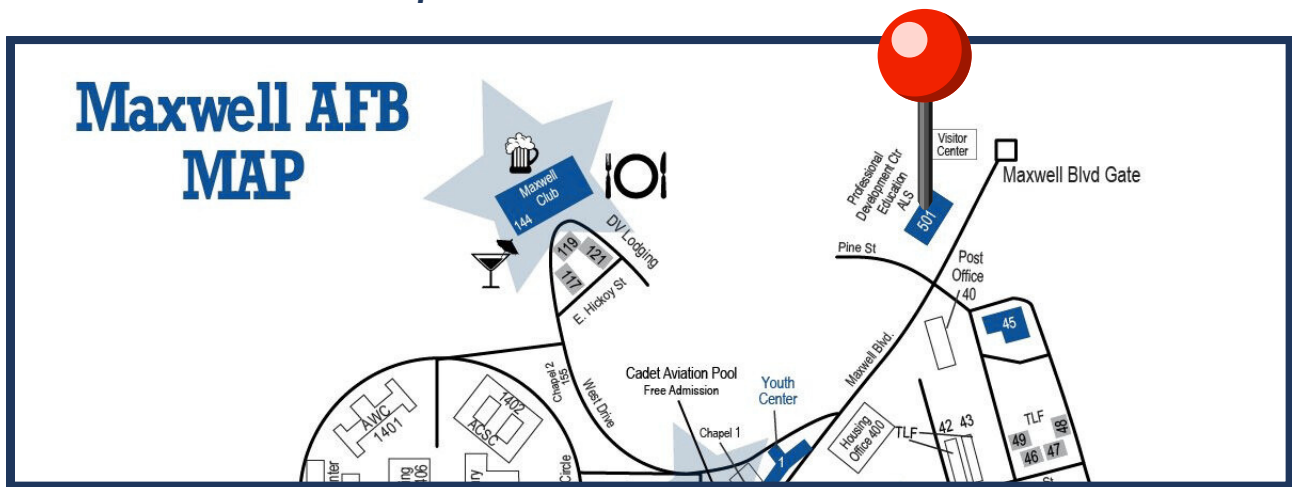 Maxwell AFB
MAP
Maxwell
Club
144
DV Lodging
119
121
117
E. Hickoy St
Professional
Development Ctr
Education
ALS
501
Visitor
Center
Maxwell Blvd Gate
Pine St
Post
Office
40
45
Maxwell Blvd.
Chapel 2
155
West Drive
Cadet Aviation Pool
Free Admission
Youth
Center
Chapel 1
1
Housing
Office 400
TLF
42 43
TLF
49
48
46
47
AWC
1401
1402
ACSC
Circle